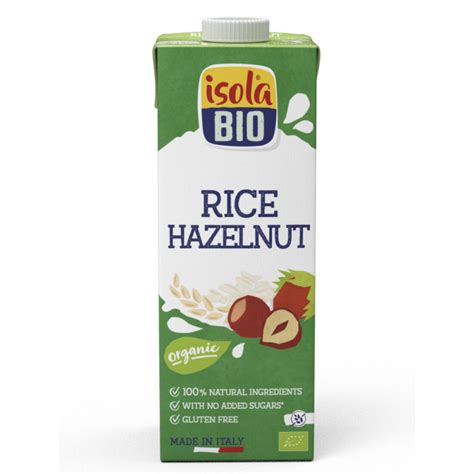 isola
BIO
RICE
HAZELNUT
organic
100% NATURAL INGREDIENTS
WITH NO ADDED SUGARS*
GLUTEN FREE
MADE IN ITALY